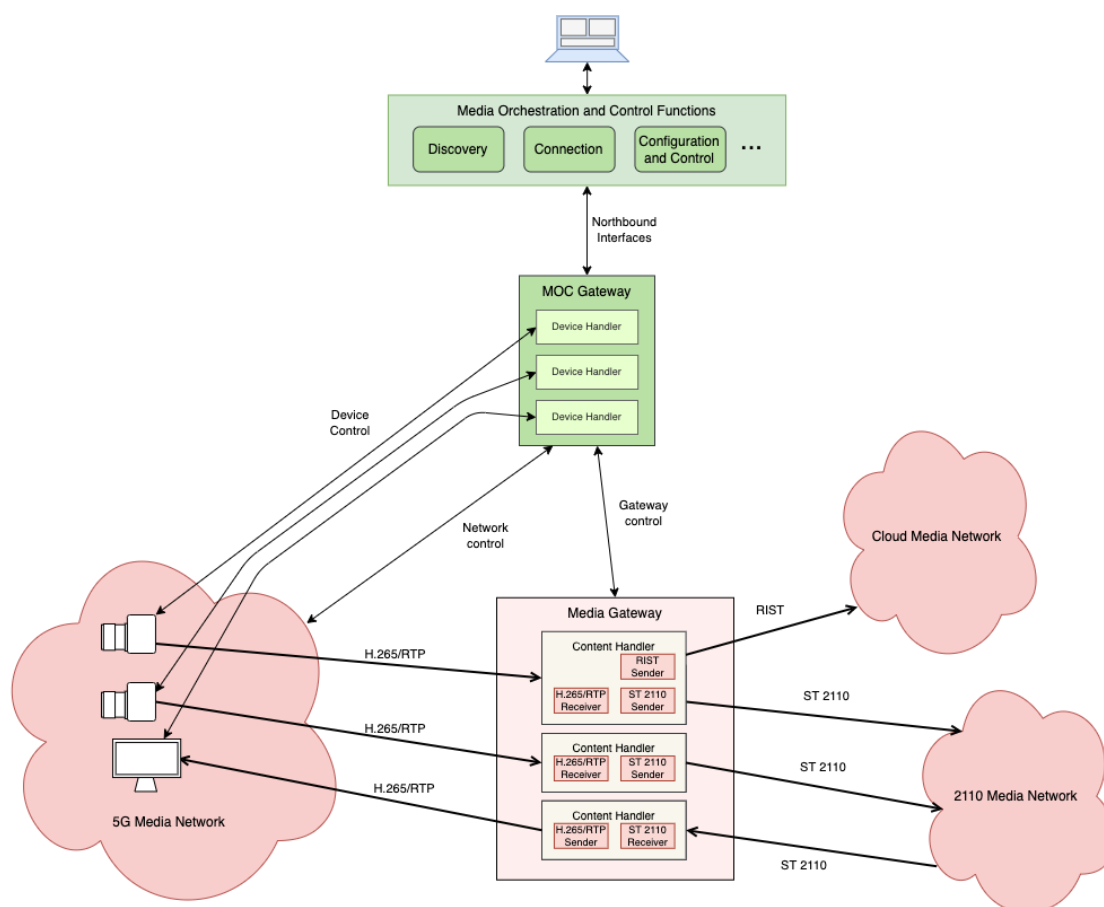 Media Orchestration and Control Functions
Discovery
Connection
Configuration
and Control
...
Northbound
Interfaces
MOC Gateway
Device Handler
Device Handler
Device Handler
Device
Control
Network
control
Gateway
control
Cloud Media Network
Media Gateway
RIST
Content Handler
RIST
Sender
H.265/RTP
Receiver
ST 2110
Sender
H.265/RTP
ST 2110
H.265/RTP
Content Handler
H.265/RTP
Receiver
ST 2110
Sender
ST 2110
H.265/RTP
Content Handler
H.265/RTP
Sender
ST 2110
Receiver
2110 Media Network
5G Media Network
ST 2110